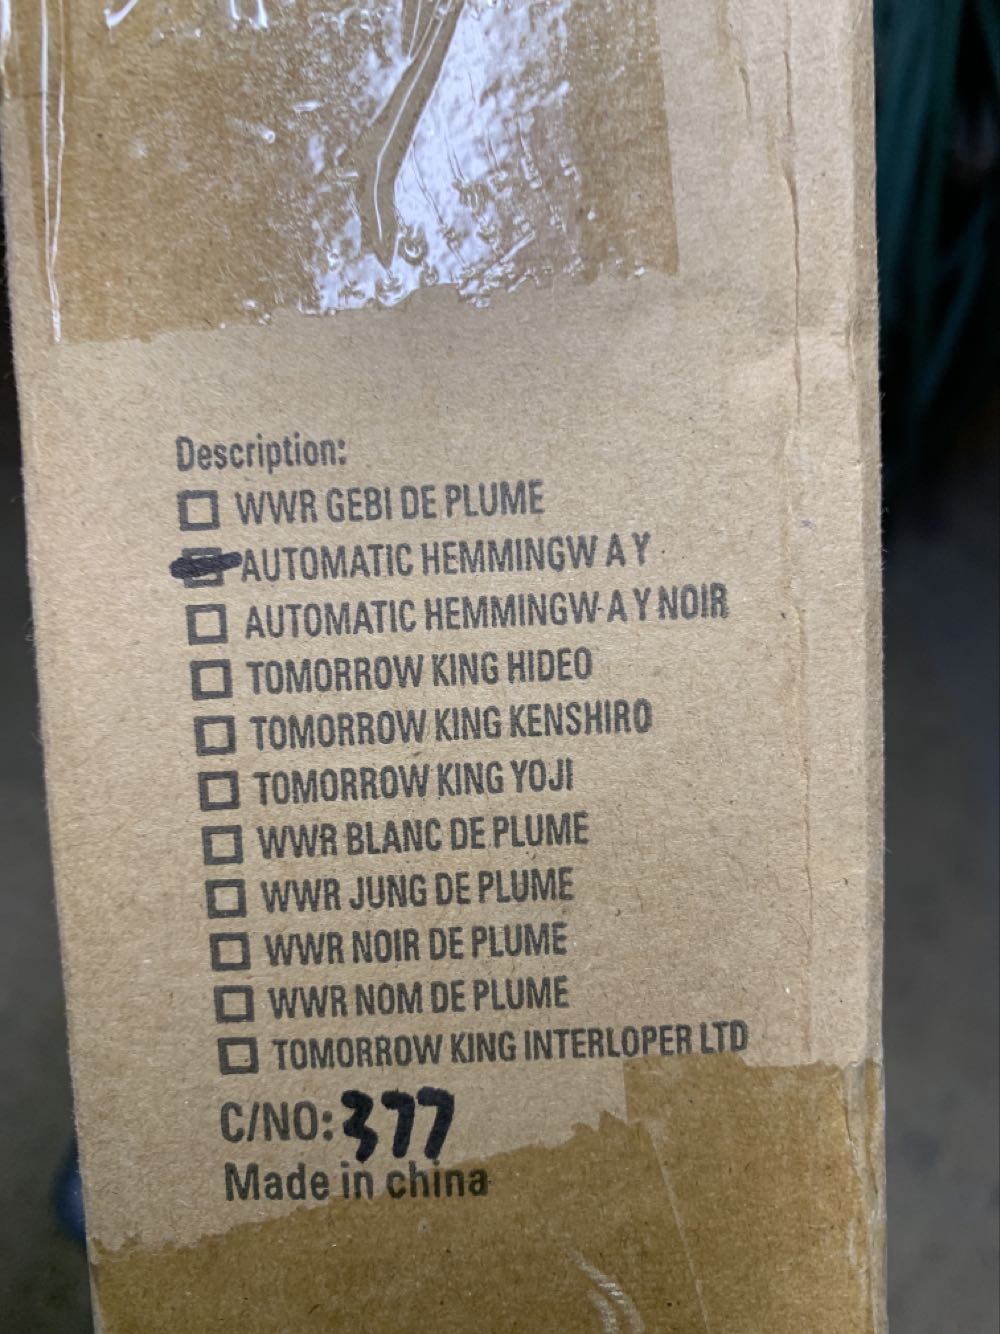 Description:
WWR GEBI DE PLUME
AUTOMATIC HEMMINGW A Y
AUTOMATIC HEMMINGW A Y NOIR
TOMORROW KING HIDEO
TOMORROW KING KENSHIRO
TOMORROW KING YOJI
WWR BLANC DE PLUME
WWR JUNG DE PLUME
WWR NOIR DE PLUME
WWR NOM DE PLUME
TOMORROW KING INTERLOPER LTD
C/NO: 377
Made in china